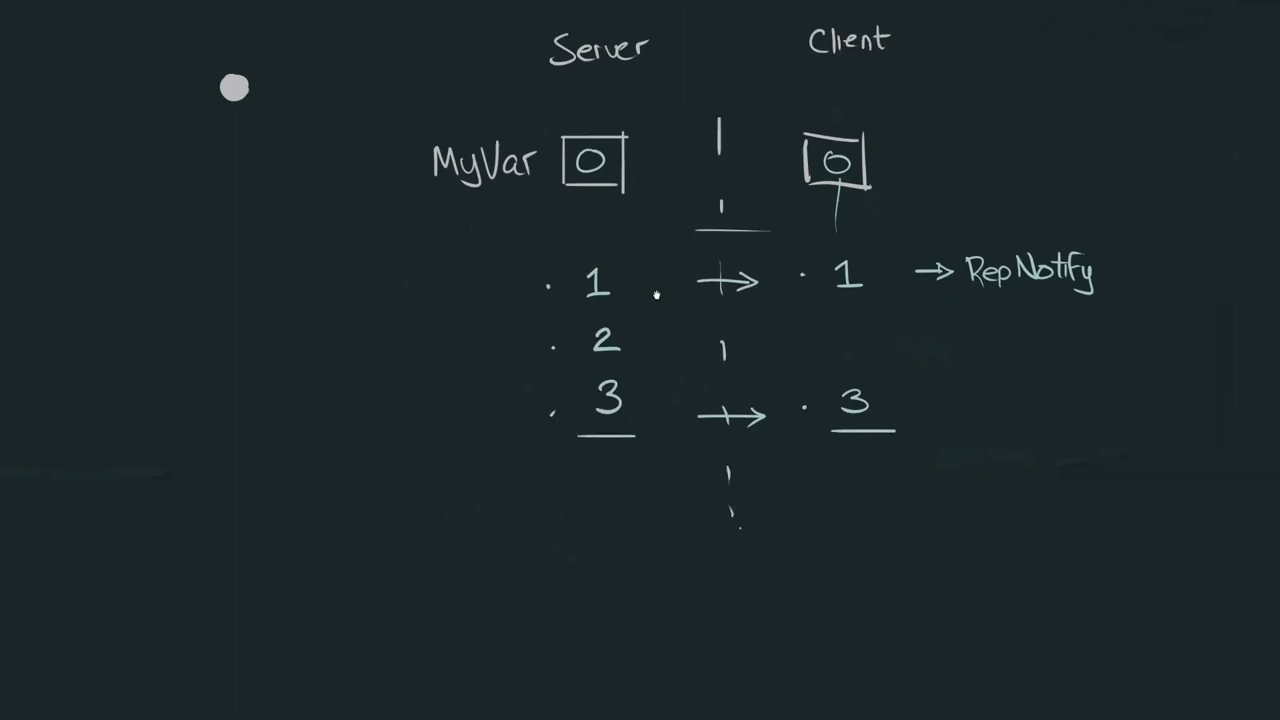 Server Client
MyVar 0 0
1 → 1 → RepNotify
2
3 → 3